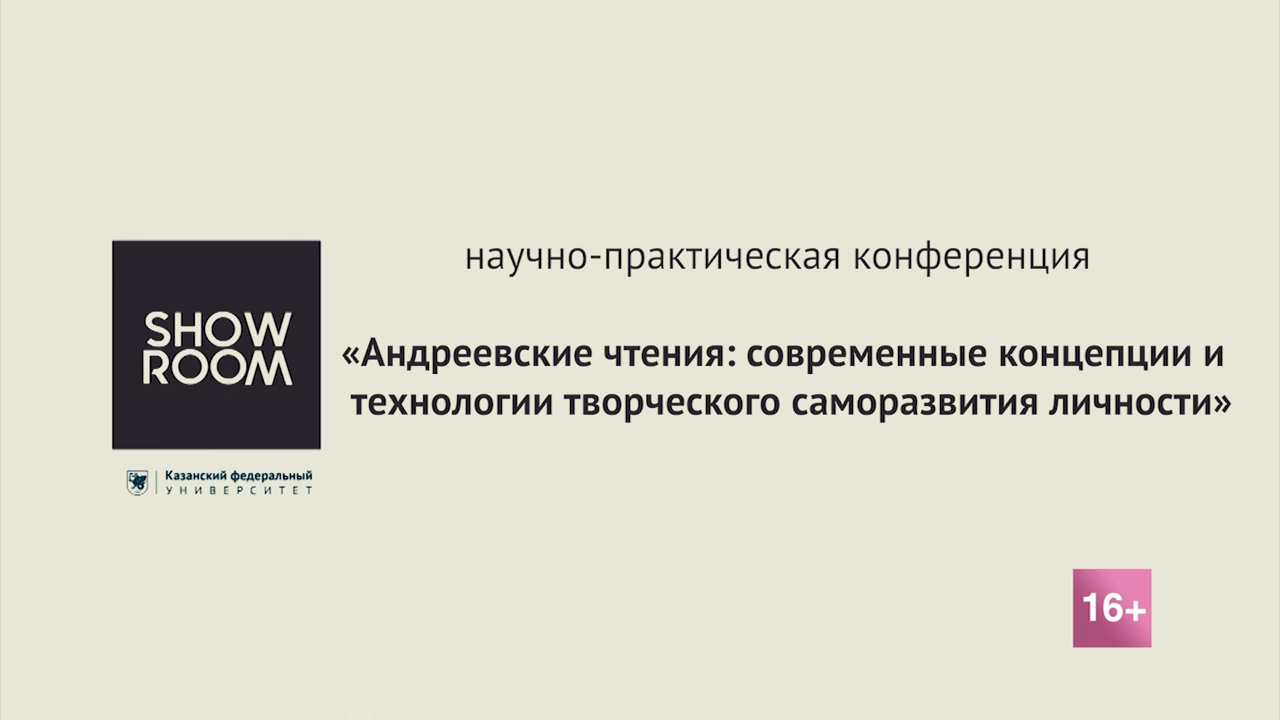 научно-практическая конференция
SHOW
ROOM
«Андреевские чтения: современные концепции и
технологии творческого саморазвития личности»
Казанский федеральный
УНИВЕРСИТЕТ
16+